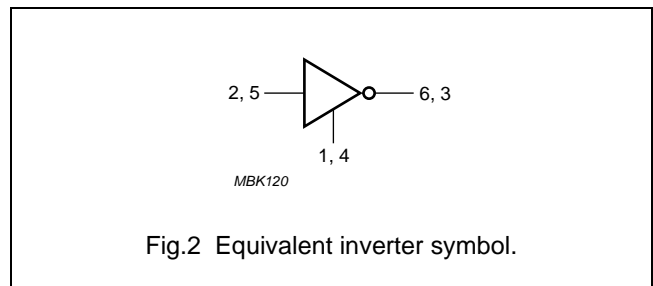 2, 5
6, 3
1, 4
MBK120
Fig.2 Equivalent inverter symbol.